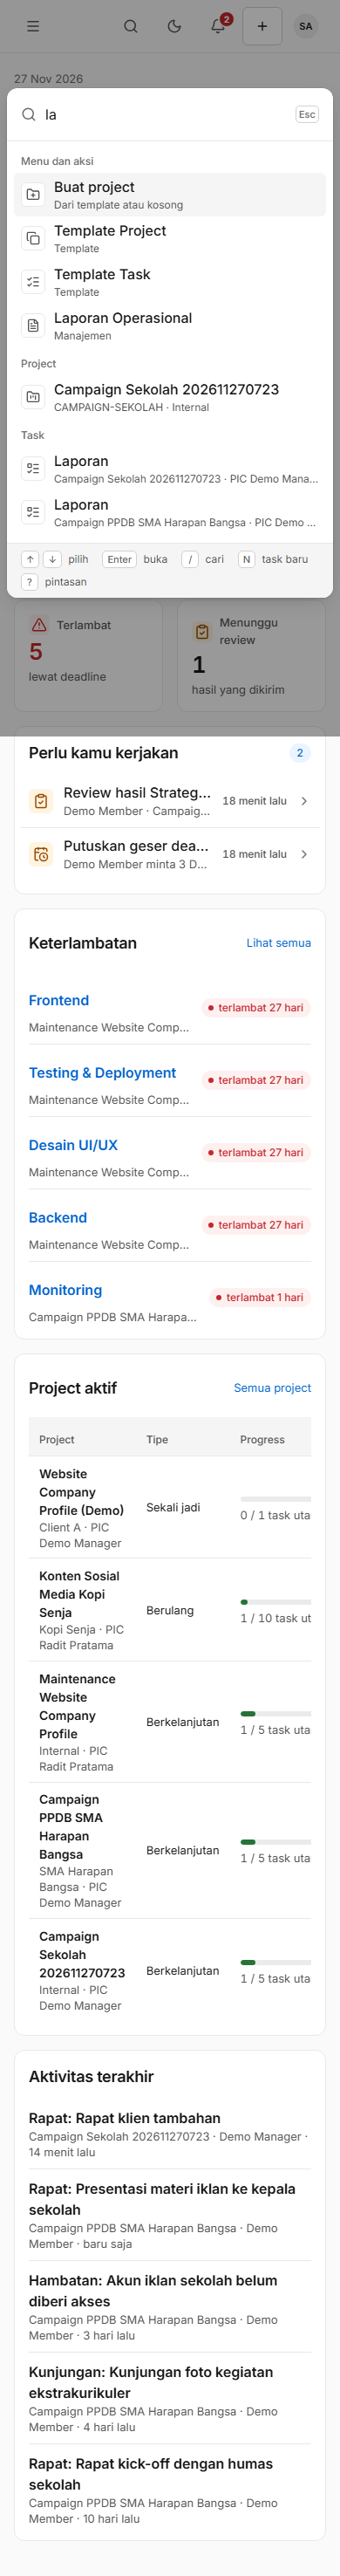 2
+
SA
27 Nov 2026
la
Esc
Menu dan aksi
Buat project
Dari template atau kosong
Template Project
Template
Template Task
Template
Laporan Operasional
Manajemen
Project
Campaign Sekolah 202611270723
CAMPAIGN-SEKOLAH · Internal
Task
Laporan
Campaign Sekolah 202611270723 · PIC Demo Mana...
Laporan
Campaign PPDB SMA Harapan Bangsa · PIC Demo ...
↑ ↓ pilih Enter buka / cari N task baru
? pintasan
Terlambat
5
lewat deadline
Menunggu
review
1
hasil yang dikirim
Perlu kamu kerjakan
2
Review hasil Strateg...
Demo Member · Campaig...
18 menit lalu
Putuskan geser dea...
Demo Member minta 3 D...
18 menit lalu
Keterlambatan
Lihat semua
Frontend
Maintenance Website Comp...
terlambat 27 hari
Testing & Deployment
Maintenance Website Comp...
terlambat 27 hari
Desain UI/UX
Maintenance Website Comp...
terlambat 27 hari
Backend
Maintenance Website Comp...
terlambat 27 hari
Monitoring
Campaign PPDB SMA Harapa...
terlambat 1 hari
Project aktif
Semua project
Project Tipe Progress
Website
Company
Profile (Demo)
Client A · PIC
Demo Manager
Sekali jadi
0 / 1 task uta
Konten Sosial
Media Kopi
Senja
Kopi Senja · PIC
Radit Pratama
Berulang
1 / 10 task ut
Maintenance
Website
Company
Profile
Internal · PIC
Radit Pratama
Berkelanjutan
1 / 5 task uta
Campaign
PPDB SMA
Harapan
Bangsa
SMA Harapan
Bangsa · PIC
Demo Manager
Berkelanjutan
1 / 5 task uta
Campaign
Sekolah
202611270723
Internal · PIC
Demo Manager
Berkelanjutan
1 / 5 task uta
Aktivitas terakhir
Rapat: Rapat klien tambahan
Campaign Sekolah 202611270723 · Demo Manager ·
14 menit lalu
Rapat: Presentasi materi iklan ke kepala
sekolah
Campaign PPDB SMA Harapan Bangsa · Demo
Member · baru saja
Hambatan: Akun iklan sekolah belum
diberi akses
Campaign PPDB SMA Harapan Bangsa · Demo
Member · 3 hari lalu
Kunjungan: Kunjungan foto kegiatan
ekstrakurikuler
Campaign PPDB SMA Harapan Bangsa · Demo
Member · 4 hari lalu
Rapat: Rapat kick-off dengan humas
sekolah
Campaign PPDB SMA Harapan Bangsa · Demo
Member · 10 hari lalu